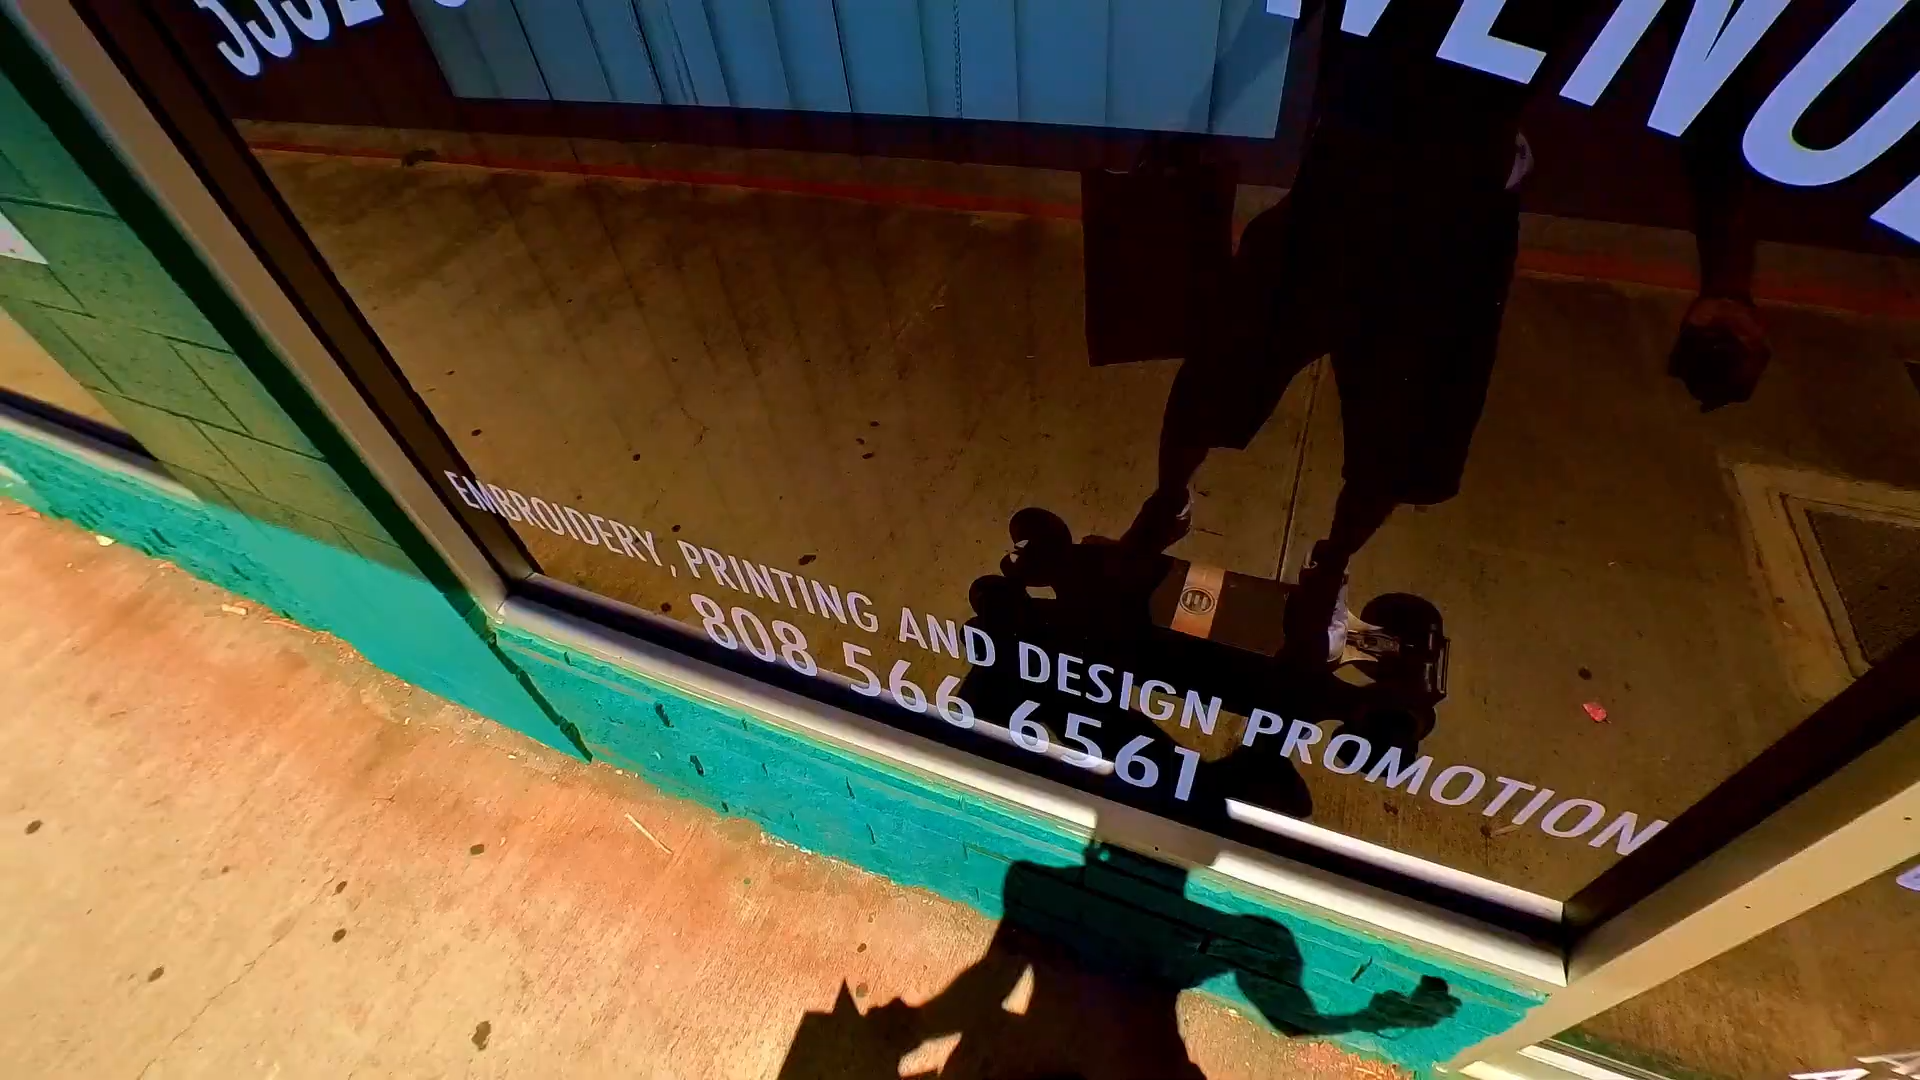 EMBROIDERY, PRINTING AND DESIGN PROMOTION
808 566 6561